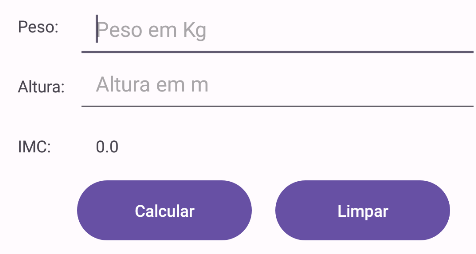 Peso: Peso em Kg
Altura: Altura em m
IMC: 0.0
Calcular Limpar